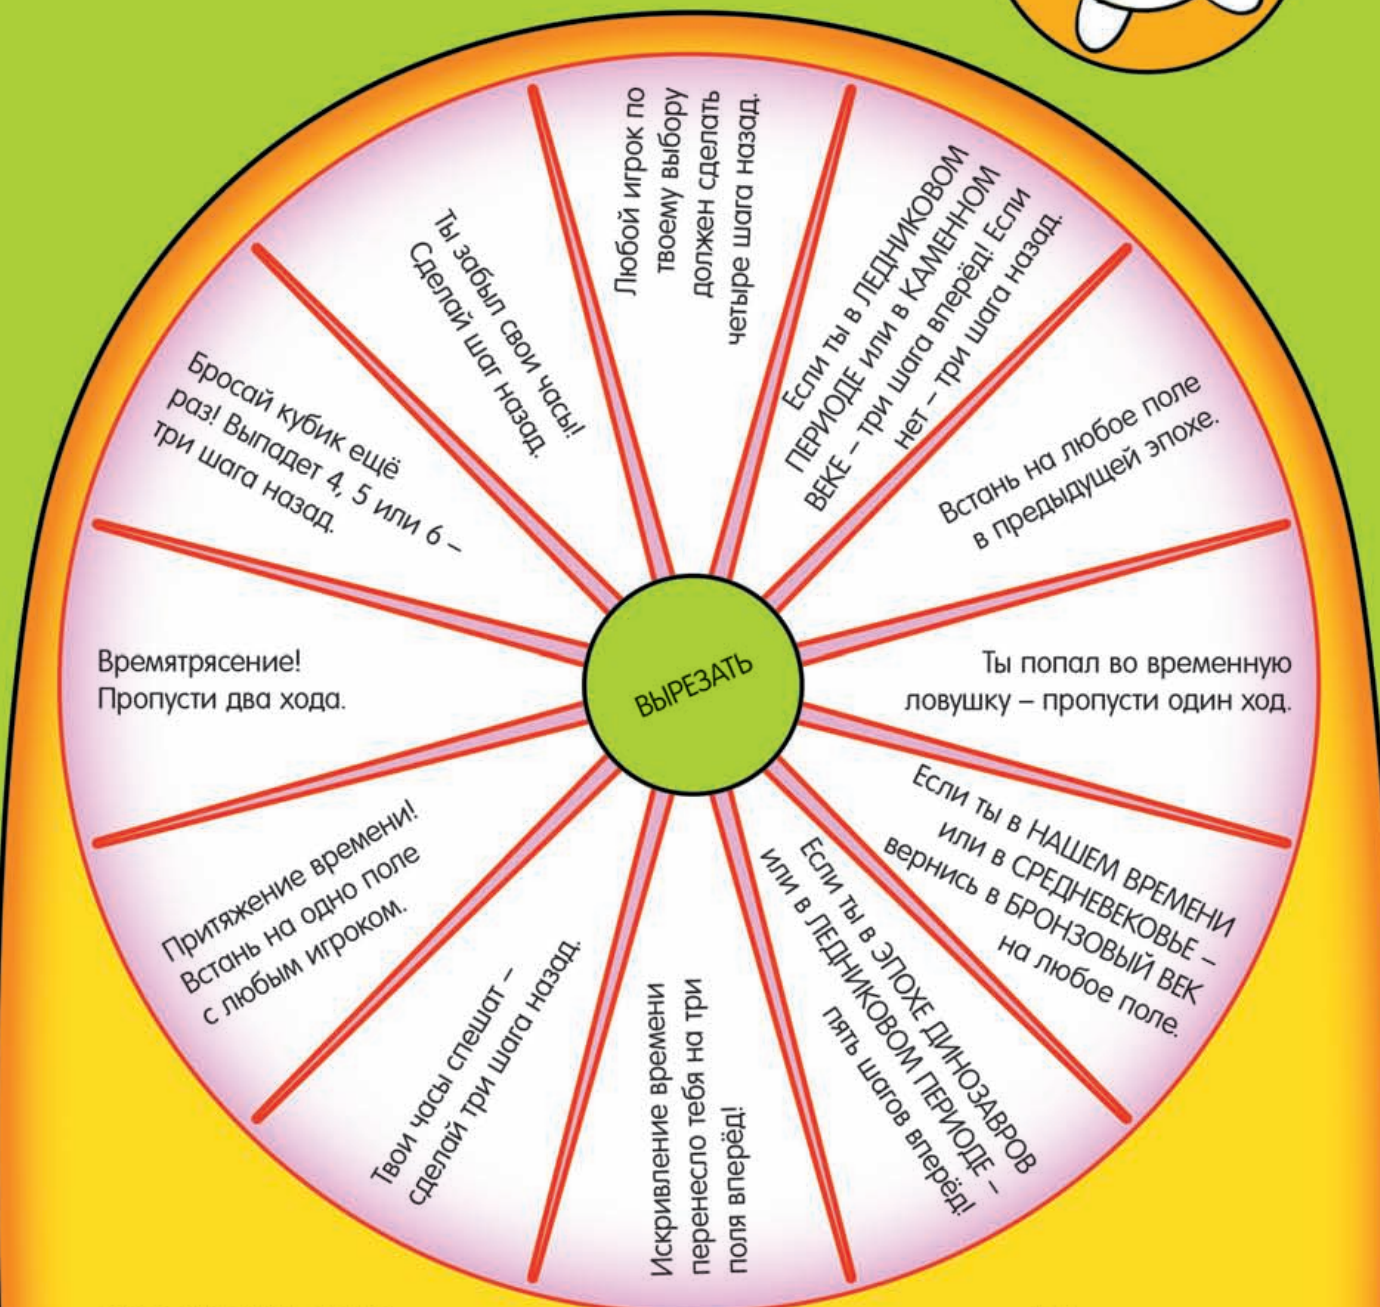 Любой игрок по
твоему выбору
должен сделать
четыре шага назад.
Если ты в ЛЕДНИКОВОМ
ПЕРИОДЕ или в КАМЕННОМ
ВЕКЕ – три шага вперёд! Если
нет – три шага назад.
Встань на любое поле
в предыдущей эпохе.
Ты попал во временную
ловушку – пропусти один ход.
Если ты в НАШЕМ ВРЕМЕНИ
или в СРЕДНЕВЕКОВЬЕ –
вернись в БРОНЗОВЫЙ ВЕК
на любое поле.
Если ты в ЭПОХЕ ДИНОЗАВРОВ
или в ЛЕДНИКОВОМ ПЕРИОДЕ –
пять шагов вперёд!
Искривление времени
перенесло тебя на три
поля вперёд!
Твои часы спешат –
сделай три шага назад.
Притяжение времени!
Встань на одно поле
с любым игроком.
Времятрясение!
Пропусти два хода.
Бросай кубик ещё
раз! Выпадет 4, 5 или 6 –
три шага назад.
Ты забыл свои часы!
Сделай шаг назад.
ВЫРЕЗАТЬ